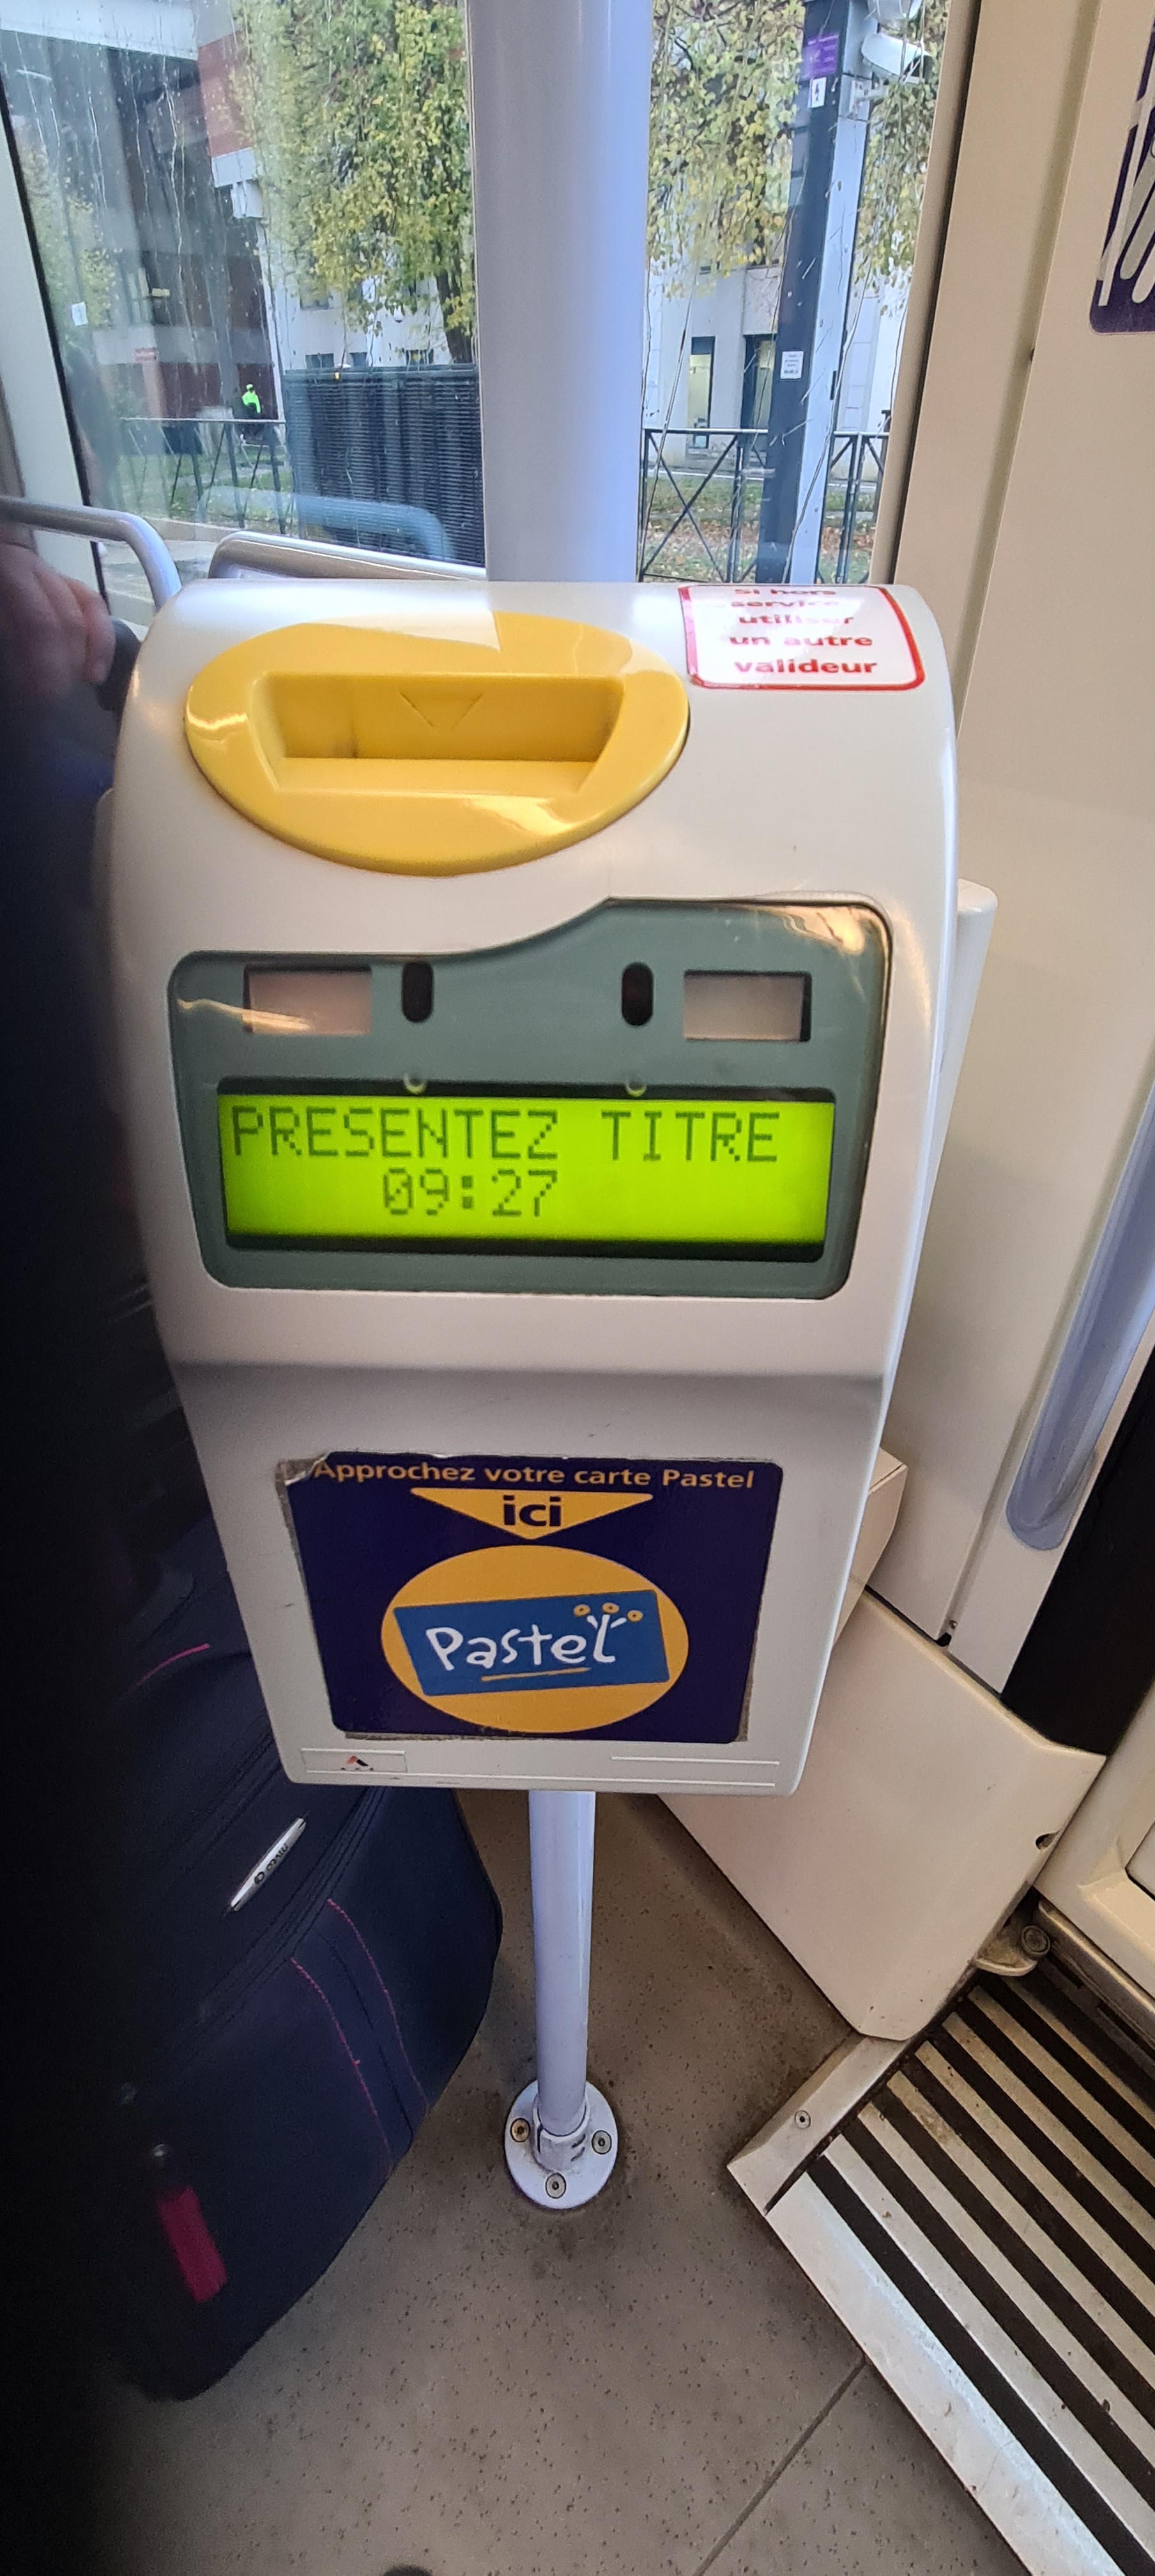 Si hors
service
utiliser
un autre
valideur
PRESENTEZ TITRE
09:27
Approchez votre carte Pastel
ici
Pastel